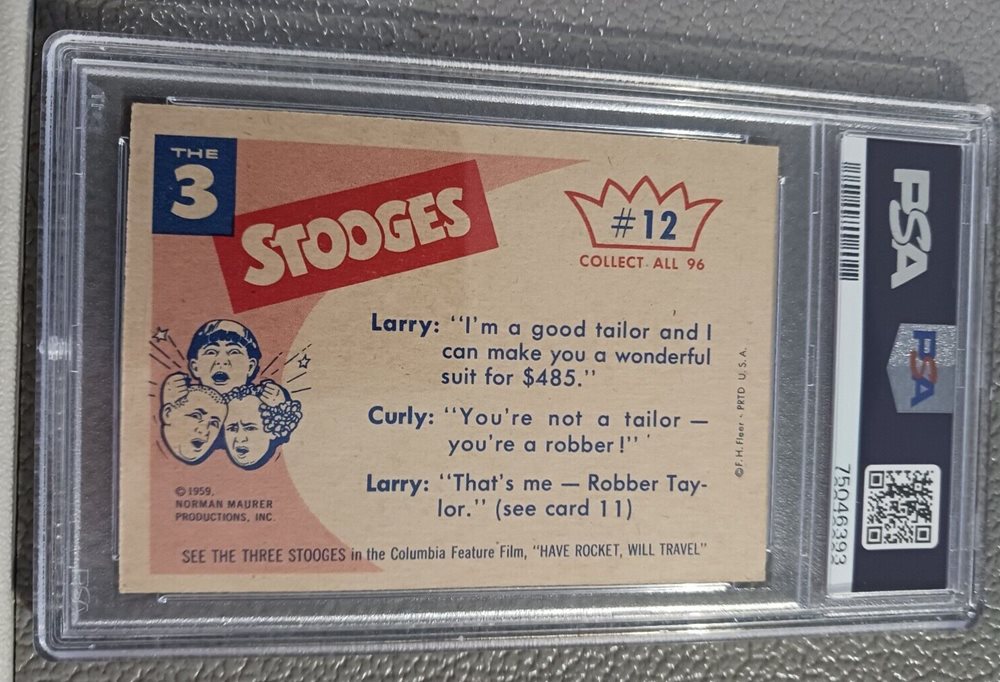 THE
3
STOOGES
#12
COLLECT ALL 96
Larry: "I'm a good tailor and I
can make you a wonderful
suit for $485."
Curly: "You're not a tailor —
you're a robber!"
Larry: "That's me — Robber Tay-
lor." (see card 11)
©1959,
NORMAN MAURER
PRODUCTIONS, INC.
SEE THE THREE STOOGES in the Columbia Feature Film, "HAVE ROCKET, WILL TRAVEL"
©F. H. Fleer - PRTD U.S.A.
PSA
PSA
75046393
PSA